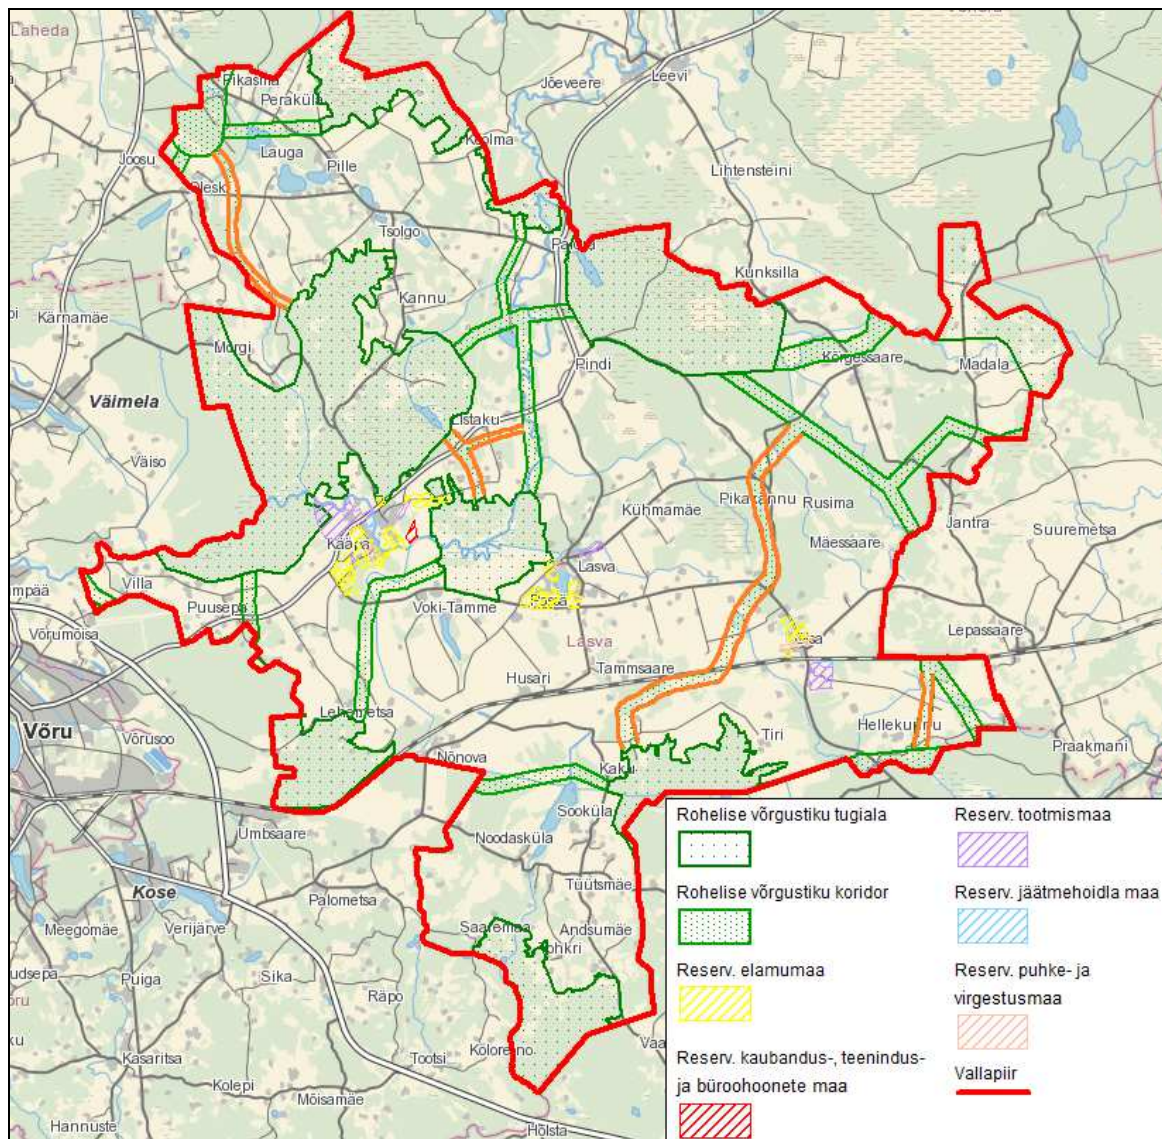 Laheda
Leevi
Jõeveere
Pikasilla
Peraküla
Joosu
Lauga
Pille
Lihtensteini
Tsolgo
Kannu
Kunksilla
Kärnamäe
Mõrgi
Pindi
Kõrgessaare
Madala
Väimela
Listaku
Väiso
Pikakannu
Rusima
Kühmamäe
Jantra
Suuremetsa
Mäessaare
Kääpa
Lasva
Villa
Puusepa
Voki-Tamme
Võrumõisa
Lasva
Lepassaare
Tammsaare
Husari
Võru
Võrusoo
Hellekunnu
Tiri
Praakmani
Nõnova
Kaku
Sooküla
Umbsaare
Noodasküla
Kose
Tüütsmäe
Palometsa
Meegomäe
Verijärve
Andsumäe
Puiga
Sika
Räpo
Kasaritsa
Tootsi
Kolepi
Mõisamäe
Hannuste
Hõlsta
Rohelise võrgustiku tugiala
Rohelise võrgustiku koridor
Reserv. elamumaa
Reserv. kaubandus-, teenindus-
ja büroohoonete maa
Reserv. tootmismaa
Reserv. jäätmehoidla maa
Reserv. puhke- ja
virgestusmaa
Vallapiir